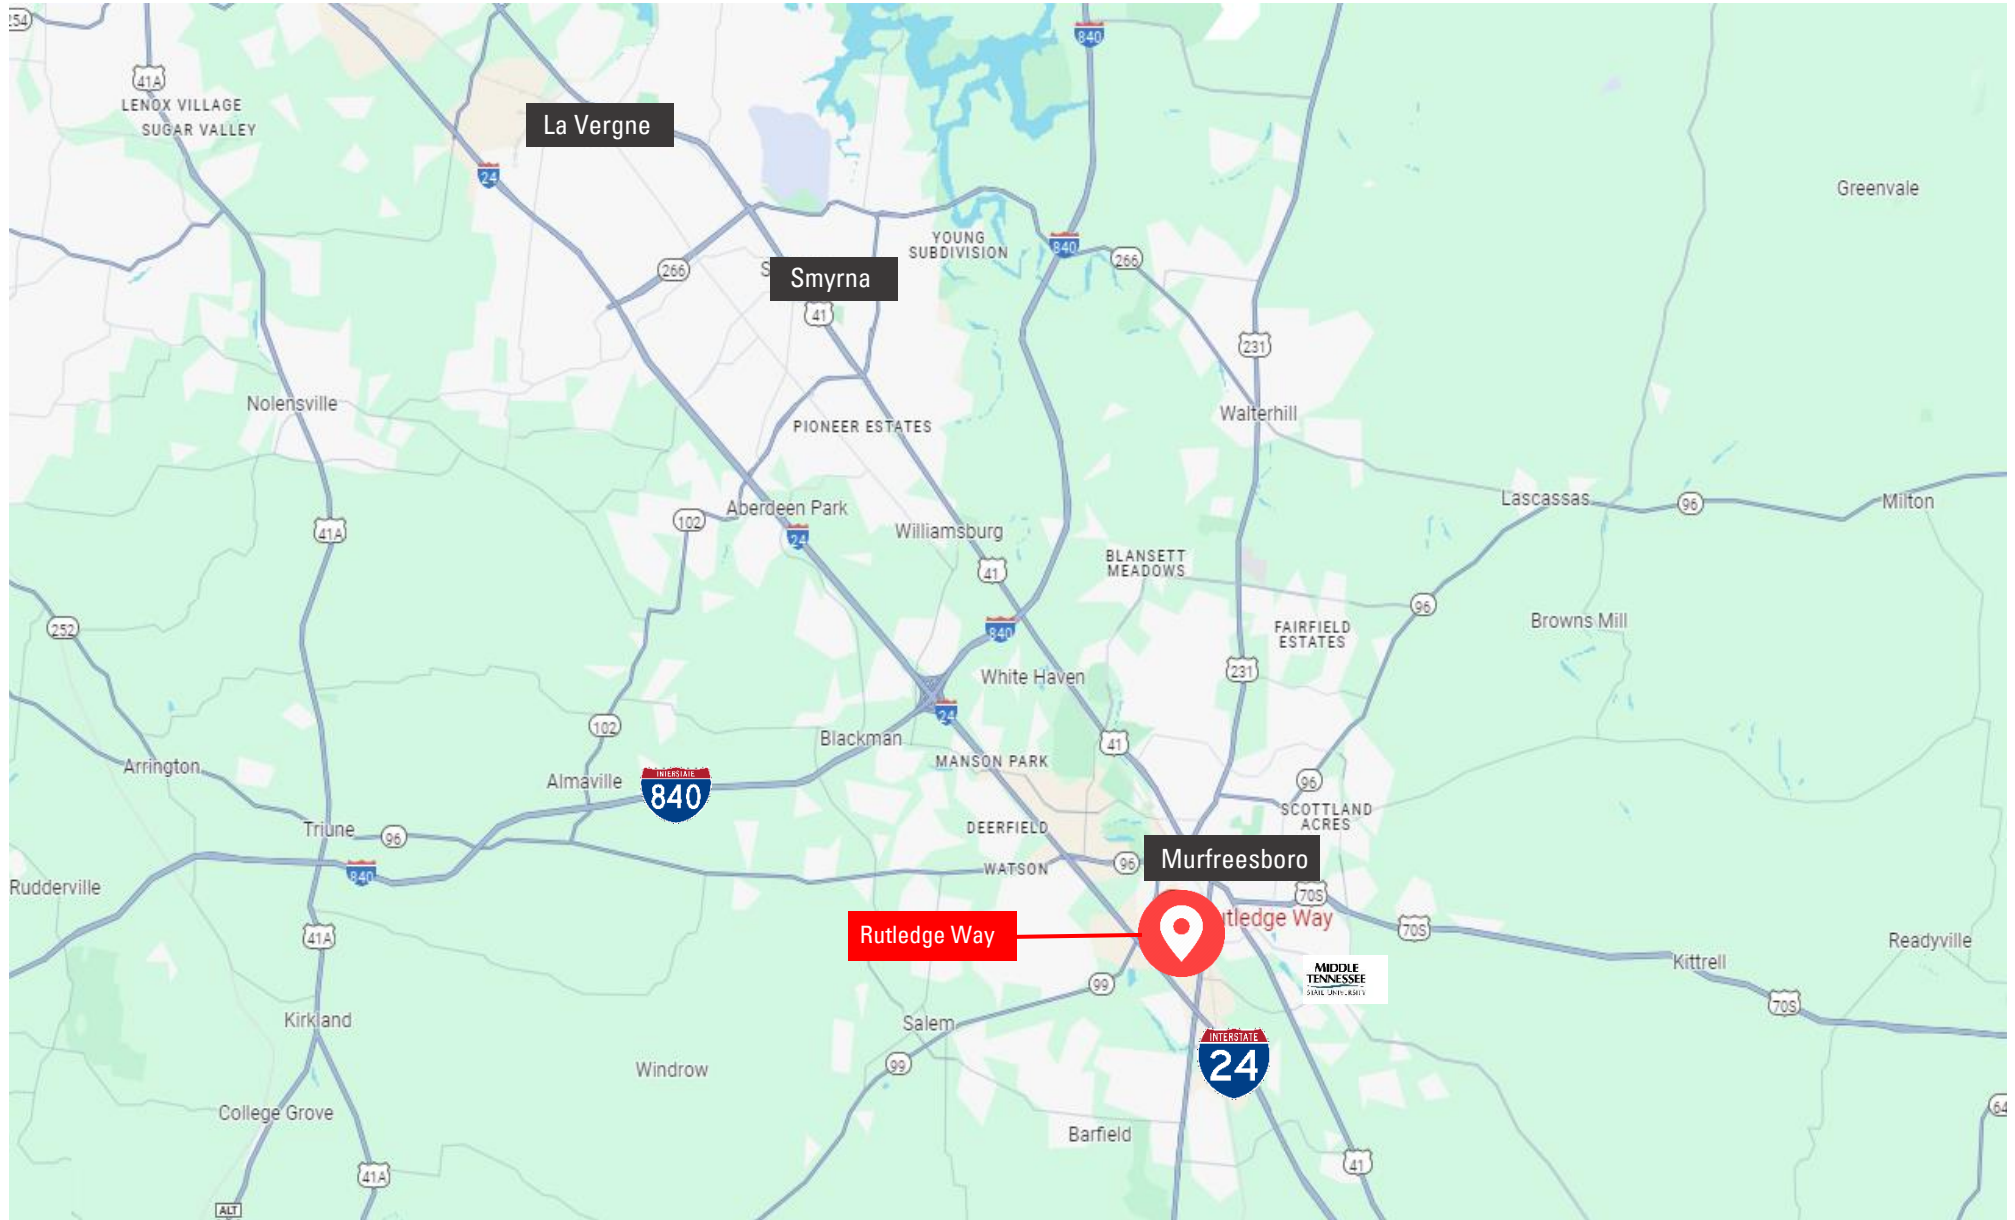 254
840
41A
LENOX VILLAGE
SUGAR VALLEY
La Vergne
24
Greenvale
YOUNG
SUBDIVISION
840
266
266
Smyrna
41
231
Nolensville
Walterhill
PIONEER ESTATES
Lascassas
96
Milton
Aberdeen Park
102
41A
24
Williamsburg
BLANSETT
MEADOWS
41
96
252
840
FAIRFIELD
ESTATES
Browns Mill
White Haven
231
24
102
Blackman
41
Arrington
MANSON PARK
Almaville
INTERSTATE
840
96
SCOTTLAND
ACRES
Triune
96
DEERFIELD
WATSON
96
Murfreesboro
840
Rudderville
70S
utledge Way
70S
41A
Rutledge Way
Readyville
Kittrell
MIDDLE
TENNESSEE
STATE UNIVERSITY
99
70S
Kirkland
Salem
INTERSTATE
24
99
Windrow
College Grove
64
Barfield
41
41A
ALT